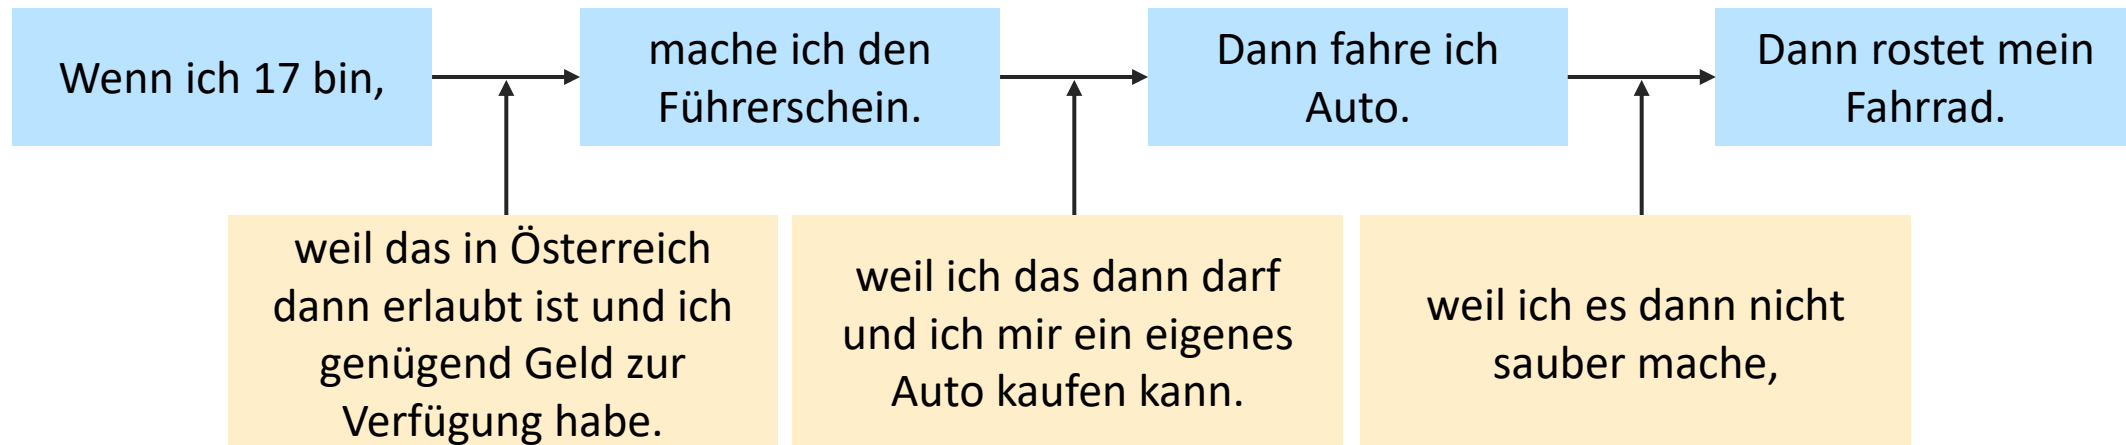 Wenn ich 17 bin,
mache ich den
Führerschein.
Dann fahre ich
Auto.
Dann rostet mein
Fahrrad.
weil das in Österreich
dann erlaubt ist und ich
genügend Geld zur
Verfügung habe.
weil ich das dann darf
und ich mir ein eigenes
Auto kaufen kann.
weil ich es dann nicht
sauber mache,